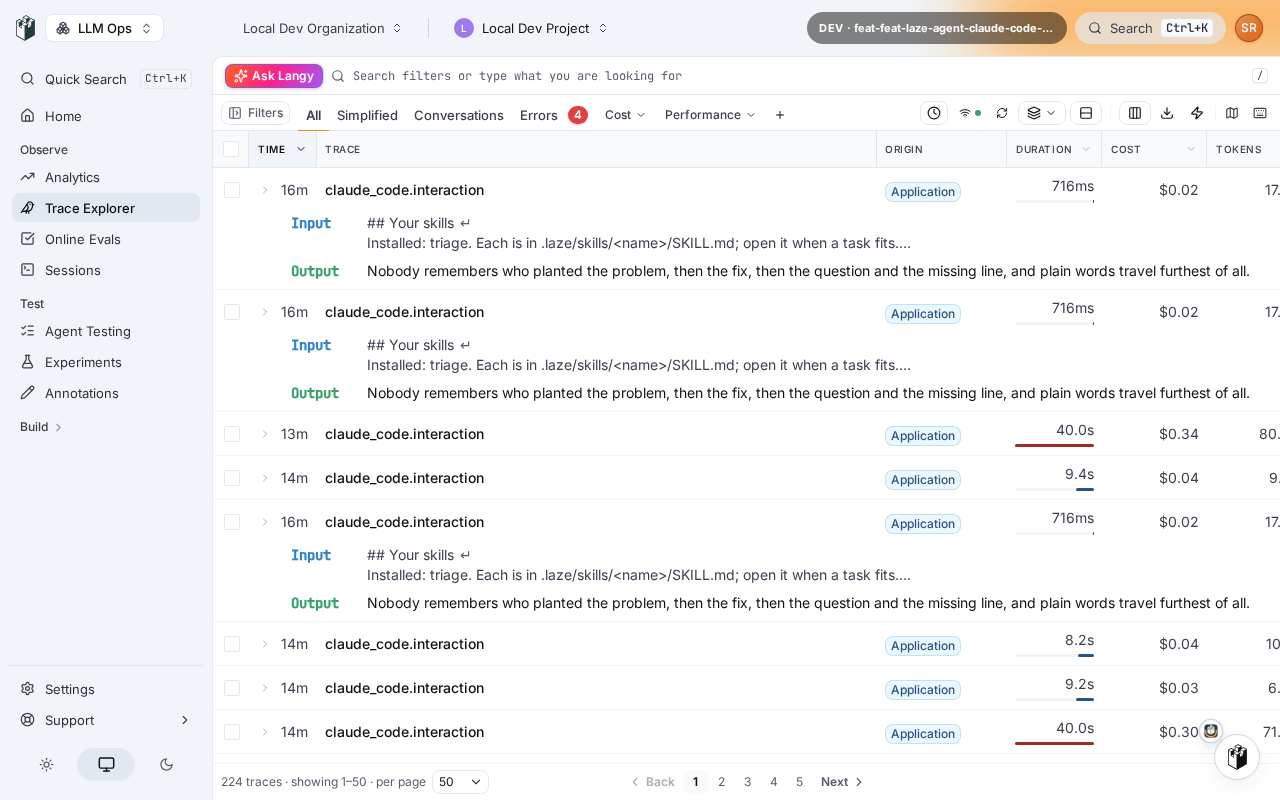 LLM Ops
Local Dev Organization
L
Local Dev Project
DEV · feat-feat-laze-agent-claude-code-...
Search Ctrl+K
SR
Quick Search Ctrl+K
Home
Observe
Analytics
Trace Explorer
Online Evals
Sessions
Test
Agent Testing
Experiments
Annotations
Build
Settings
Support
Ask Langy
Search filters or type what you are looking for
/
Filters
All
Simplified
Conversations
Errors 4
Cost
Performance
+
TIME TRACE ORIGIN DURATION COST TOKENS
16m claude_code.interaction Application 716ms $0.02 17.
Input ## Your skills ↵
Installed: triage. Each is in .laze/skills/<name>/SKILL.md; open it when a task fits....
Output Nobody remembers who planted the problem, then the fix, then the question and the missing line, and plain words travel furthest of all.
16m claude_code.interaction Application 716ms $0.02 17.
Input ## Your skills ↵
Installed: triage. Each is in .laze/skills/<name>/SKILL.md; open it when a task fits....
Output Nobody remembers who planted the problem, then the fix, then the question and the missing line, and plain words travel furthest of all.
13m claude_code.interaction Application 40.0s $0.34 80.
14m claude_code.interaction Application 9.4s $0.04 9.
16m claude_code.interaction Application 716ms $0.02 17.
Input ## Your skills ↵
Installed: triage. Each is in .laze/skills/<name>/SKILL.md; open it when a task fits....
Output Nobody remembers who planted the problem, then the fix, then the question and the missing line, and plain words travel furthest of all.
14m claude_code.interaction Application 8.2s $0.04 10
14m claude_code.interaction Application 9.2s $0.03 6.
14m claude_code.interaction Application 40.0s $0.30 71.
224 traces · showing 1–50 · per page 50
Back 1 2 3 4 5 Next